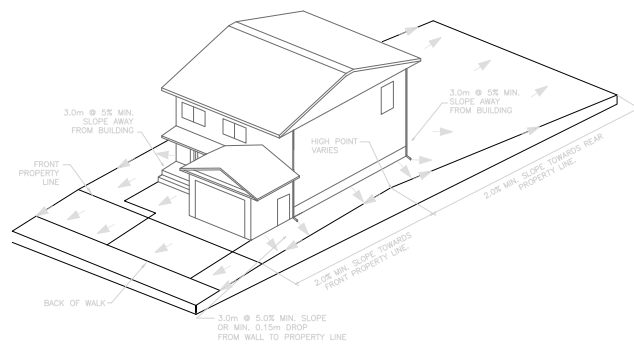 3.0m @ 5% MIN.
SLOPE AWAY
FROM BUILDING
3.0m @ 5% MIN.
SLOPE AWAY
FROM BUILDING
HIGH POINT
VARIES
FRONT
PROPERTY
LINE
2.0% MIN. SLOPE TOWARDS REAR
PROPERTY LINE.
2.0% MIN. SLOPE TOWARDS
FRONT PROPERTY LINE.
BACK OF WALK
3.0m @ 5.0% MIN. SLOPE
OR MIN. 0.15m DROP
FROM WALL TO PROPERTY LINE